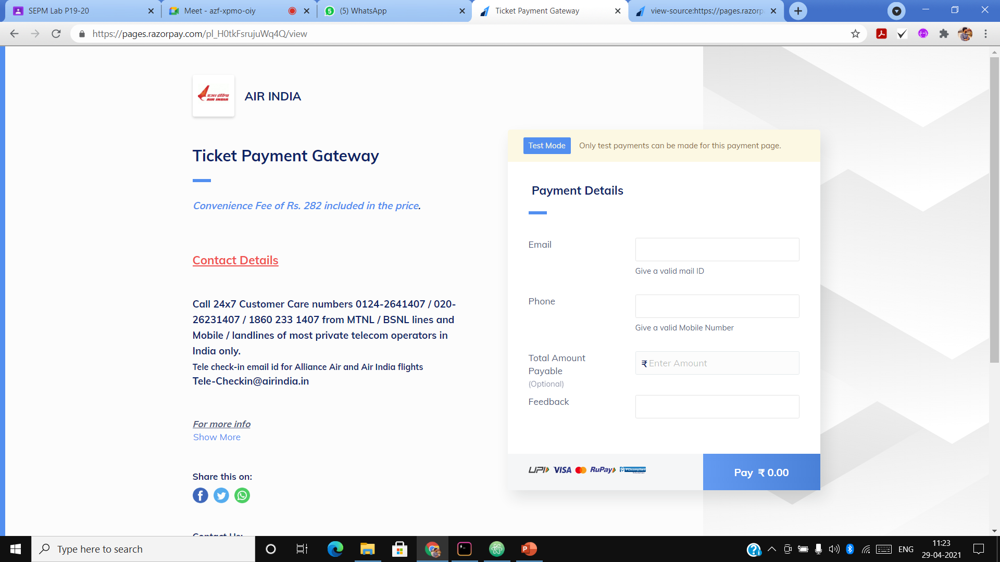 SEPM Lab P19-20
Meet - azf-xpmo-oiy
(5) WhatsApp
Ticket Payment Gateway
view-source:https://pages.razorp
https://pages.razorpay.com/pl_H0tkFsrujuWq4Q/view
एअर इंडिया
AIR INDIA
AIR INDIA
Ticket Payment Gateway
Convenience Fee of Rs. 282 included in the price.
Contact Details
Call 24x7 Customer Care numbers 0124-2641407 / 020-
26231407 / 1860 233 1407 from MTNL / BSNL lines and
Mobile / landlines of most private telecom operators in
India only.
Tele check-in email id for Alliance Air and Air India flights
Tele-Checkin@airindia.in
For more info
Show More
Share this on:
Contact Us:
Test Mode
Only test payments can be made for this payment page.
Payment Details
Email
Give a valid mail ID
Phone
Give a valid Mobile Number
Total Amount
Payable
(Optional)
₹ Enter Amount
Feedback
UPI VISA RuPay PCI compliant
Pay ₹ 0.00
Type here to search
ENG
11:23
29-04-2021